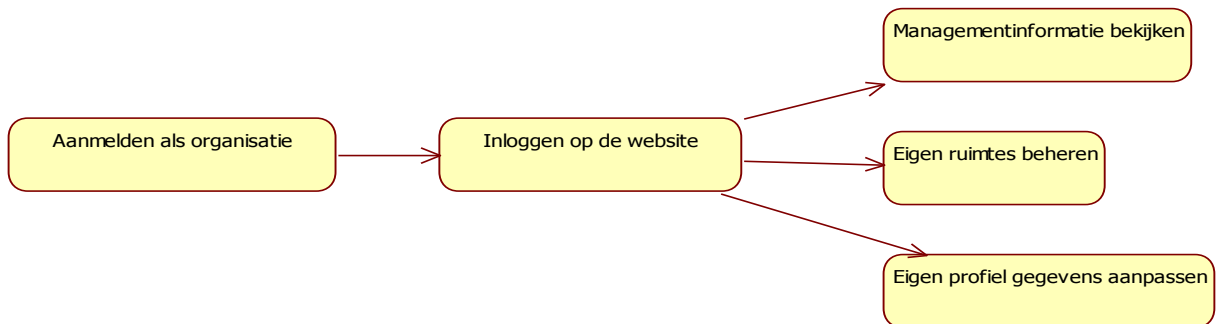 Managementinformatie bekijken
Aanmelden als organisatie
Inloggen op de website
Eigen ruimtes beheren
Eigen profiel gegevens aanpassen